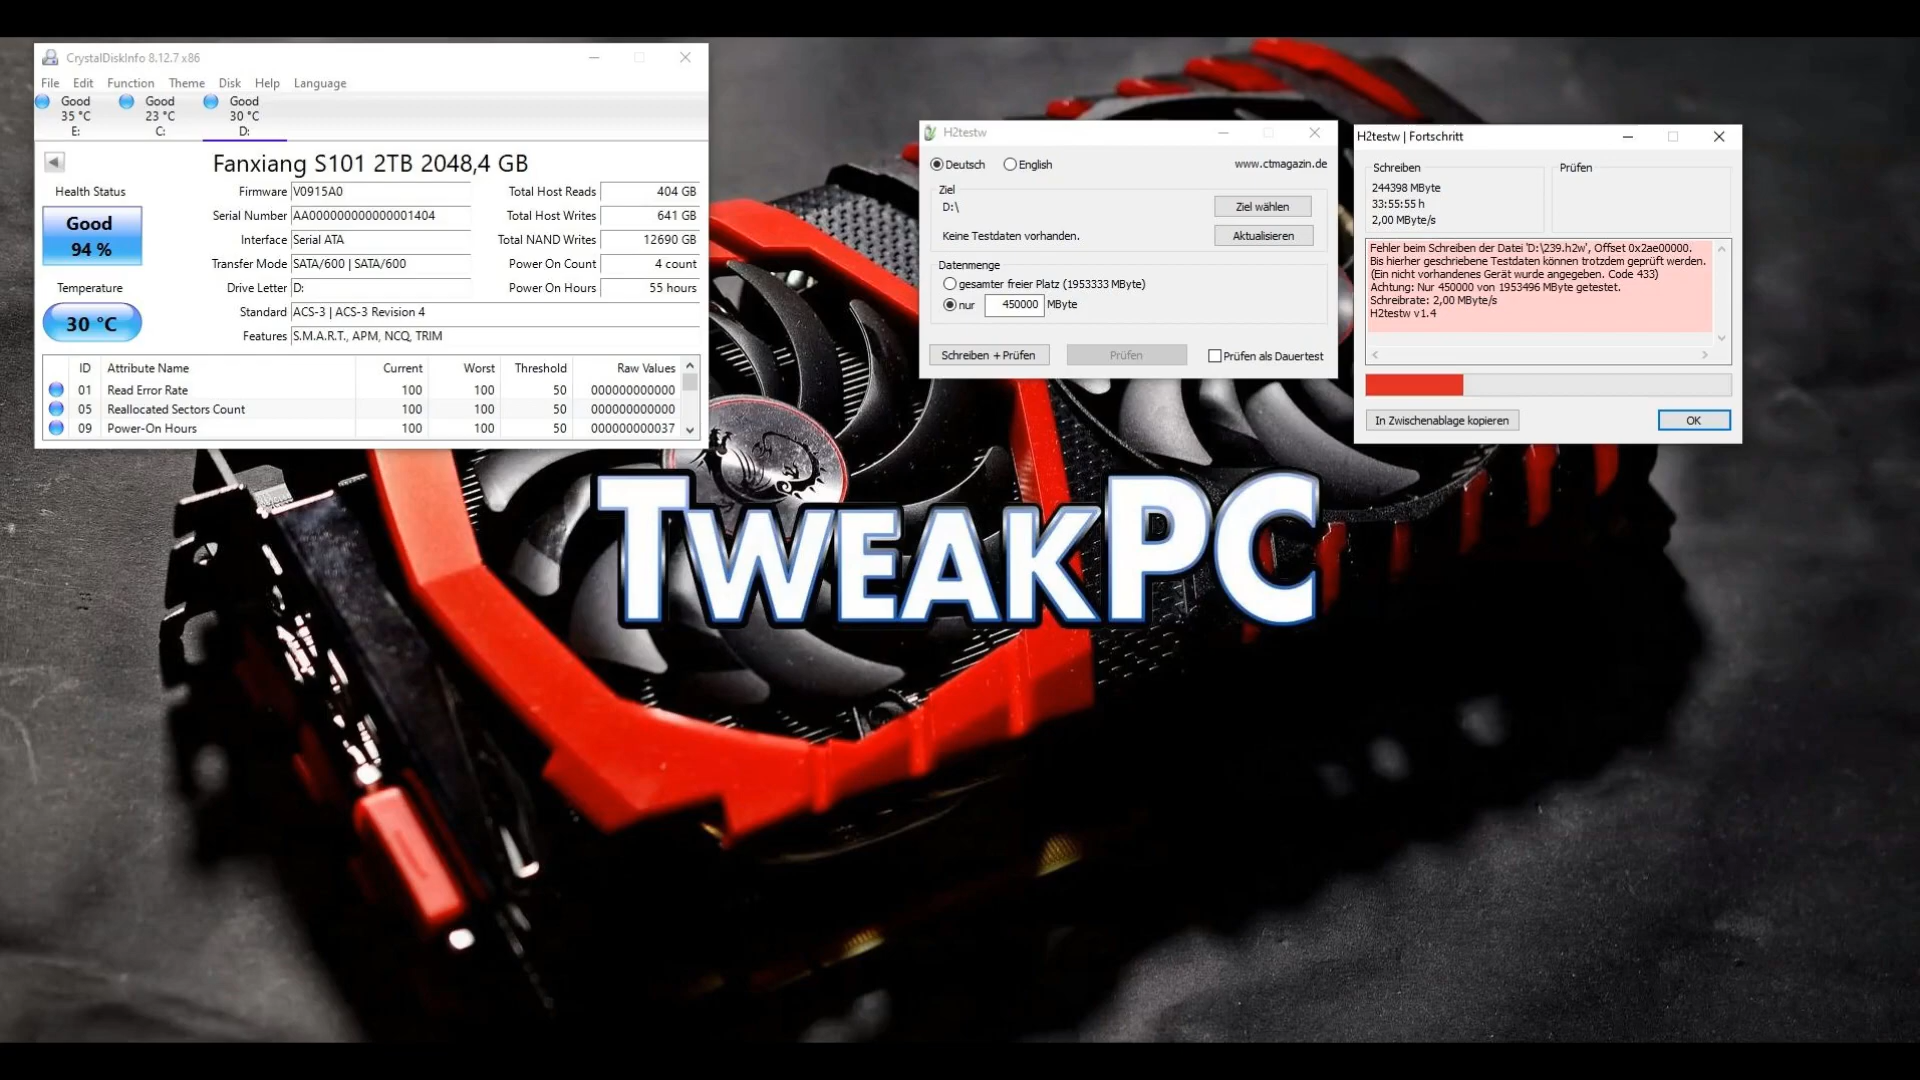 CrystalDiskInfo 8.12.7 x86
File Edit Function Theme Disk Help Language
Good Good Good
35 °C 23 °C 30 °C
E: C: D:
Fanxiang S101 2TB 2048,4 GB
Health Status
Good
94 %
Temperature
30 °C
Firmware V0915A0
Serial Number AA000000000000001404
Interface Serial ATA
Transfer Mode SATA/600 | SATA/600
Drive Letter D:
Standard ACS-3 | ACS-3 Revision 4
Features S.M.A.R.T., APM, NCQ, TRIM
Total Host Reads 404 GB
Total Host Writes 641 GB
Total NAND Writes 12690 GB
Power On Count 4 count
Power On Hours 55 hours
ID Attribute Name Current Worst Threshold Raw Values
01 Read Error Rate 100 100 50 000000000000
05 Reallocated Sectors Count 100 100 50 000000000000
09 Power-On Hours 100 100 50 000000000037
H2testw
Deutsch English www.ctmagazin.de
Ziel
D:\ Ziel wählen
Keine Testdaten vorhanden. Aktualisieren
Datenmenge
gesamter freier Platz (1953333 MByte)
nur 450000 MByte
Schreiben + Prüfen Prüfen Prüfen als Dauertest
H2testw | Fortschritt
Schreiben Prüfen
244398 MByte
33:55:55 h
2,00 MByte/s
Fehler beim Schreiben der Datei 'D:\239.h2w', Offset 0x2ae00000.
Bis hierher geschriebene Testdaten können trotzdem geprüft werden.
(Ein nicht vorhandenes Gerät wurde angegeben. Code 433)
Achtung: Nur 450000 von 1953496 MByte getestet.
Schreibrate: 2,00 MByte/s
H2testw v1.4
In Zwischenablage kopieren OK
TWEAKPC